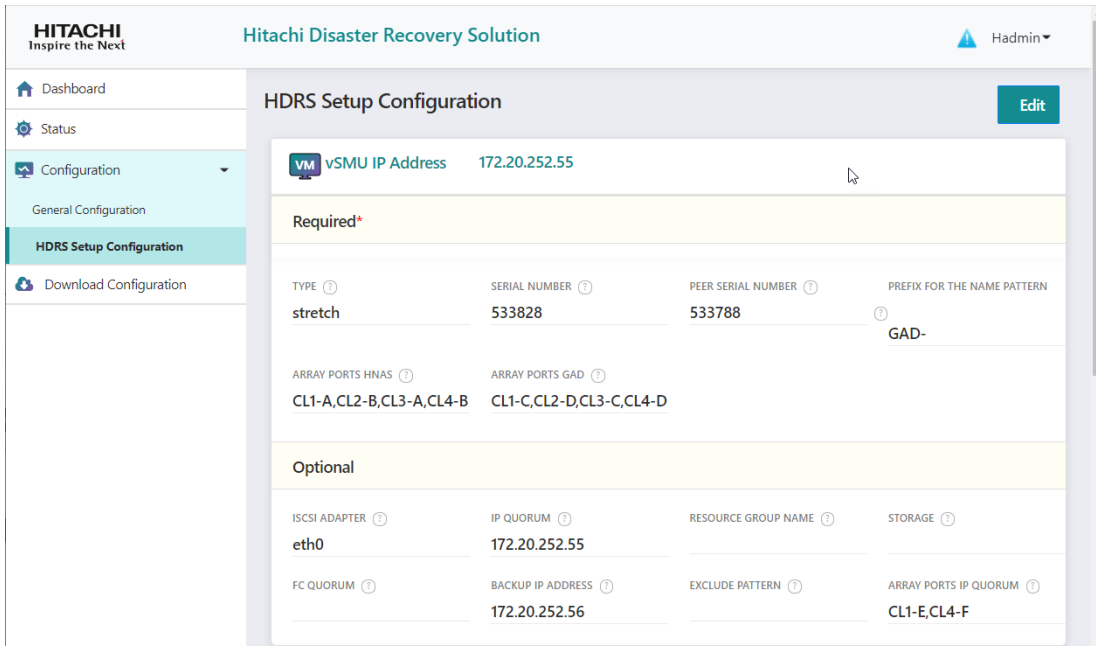 HITACHI
Inspire the Next
Hitachi Disaster Recovery Solution
Hadmin
Dashboard
Status
Configuration
General Configuration
HDRS Setup Configuration
Download Configuration
HDRS Setup Configuration
Edit
VM vSMU IP Address 172.20.252.55
Required*
TYPE ? SERIAL NUMBER ? PEER SERIAL NUMBER ? PREFIX FOR THE NAME PATTERN ?
stretch 533828 533788 GAD-
ARRAY PORTS HNAS ? ARRAY PORTS GAD ?
CL1-A,CL2-B,CL3-A,CL4-B CL1-C,CL2-D,CL3-C,CL4-D
Optional
ISCSI ADAPTER ? IP QUORUM ? RESOURCE GROUP NAME ? STORAGE ?
eth0 172.20.252.55
FC QUORUM ? BACKUP IP ADDRESS ? EXCLUDE PATTERN ? ARRAY PORTS IP QUORUM ?
172.20.252.56 CL1-E,CL4-F